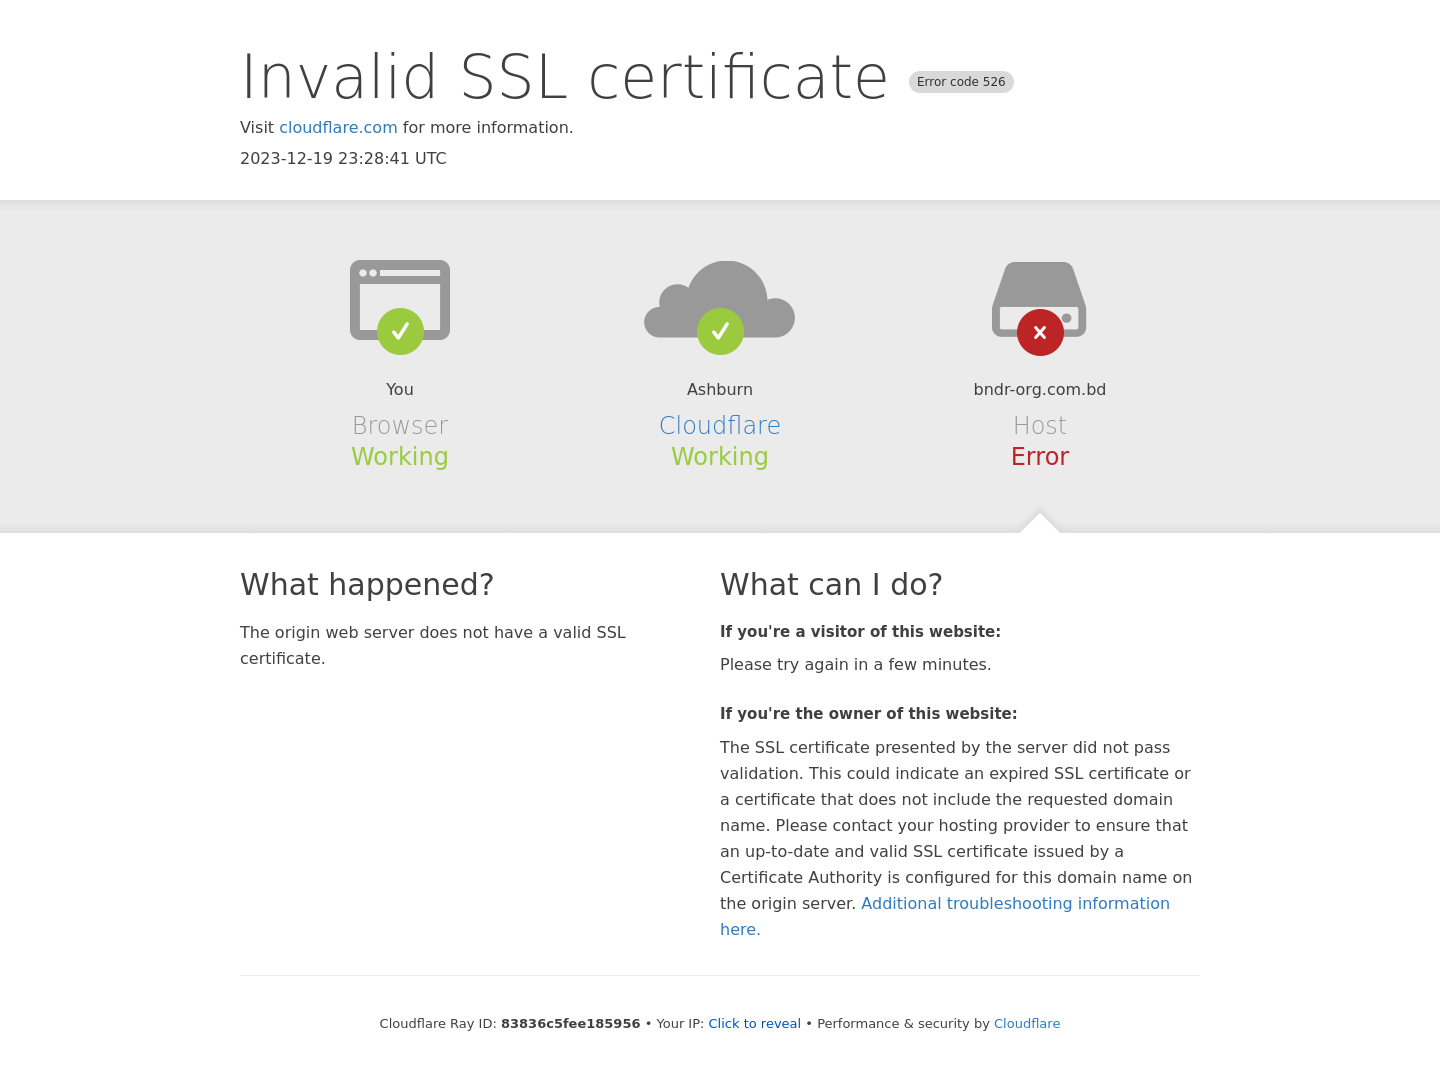 Invalid SSL certificate Error code 526
Visit cloudflare.com for more information.
2023-12-19 23:28:41 UTC
You
Browser
Working
Ashburn
Cloudflare
Working
bndr-org.com.bd
Host
Error
What happened?
The origin web server does not have a valid SSL
certificate.
What can I do?
If you're a visitor of this website:
Please try again in a few minutes.
If you're the owner of this website:
The SSL certificate presented by the server did not pass
validation. This could indicate an expired SSL certificate or
a certificate that does not include the requested domain
name. Please contact your hosting provider to ensure that
an up-to-date and valid SSL certificate issued by a
Certificate Authority is configured for this domain name on
the origin server. Additional troubleshooting information
here.
Cloudflare Ray ID: 83836c5fee185956 • Your IP: Click to reveal • Performance & security by Cloudflare